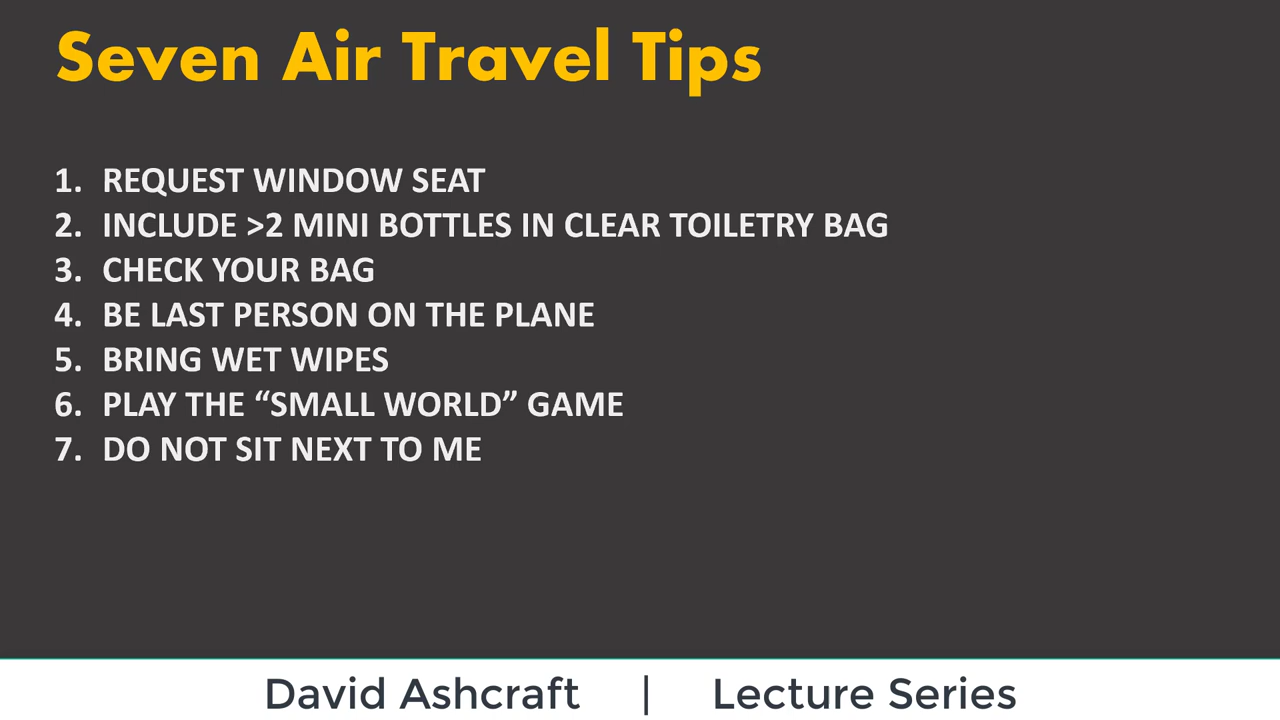 Seven Air Travel Tips
1. REQUEST WINDOW SEAT
2. INCLUDE >2 MINI BOTTLES IN CLEAR TOILETRY BAG
3. CHECK YOUR BAG
4. BE LAST PERSON ON THE PLANE
5. BRING WET WIPES
6. PLAY THE “SMALL WORLD” GAME
7. DO NOT SIT NEXT TO ME
David Ashcraft | Lecture Series